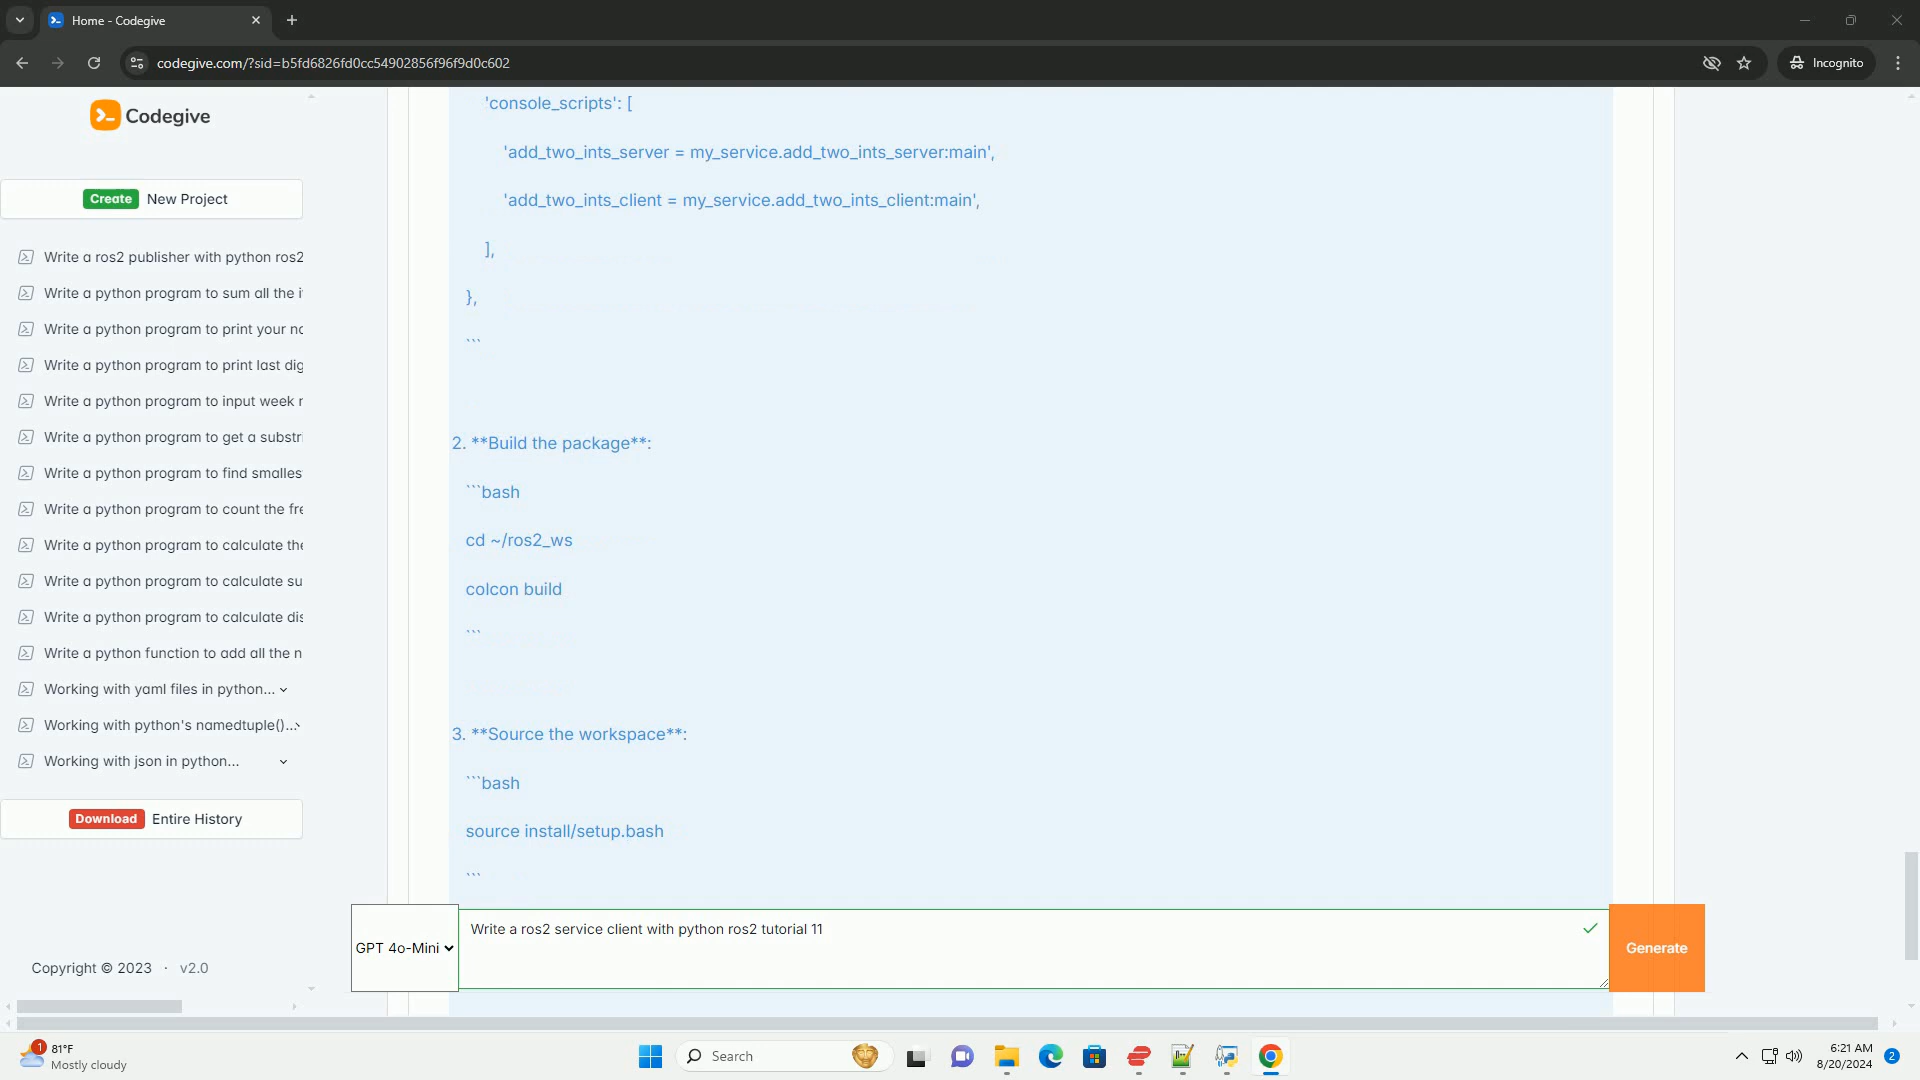 Home - Codegive
codegive.com/?sid=b5fd6826fd0cc54902856f96f9d0c602
Incognito
Codegive
Create New Project
Write a ros2 publisher with python ros2
Write a python program to sum all the i
Write a python program to print your na
Write a python program to print last dig
Write a python program to input week n
Write a python program to get a substri
Write a python program to find smalles
Write a python program to count the fre
Write a python program to calculate the
Write a python program to calculate su
Write a python program to calculate dis
Write a python function to add all the n
Working with yaml files in python...
Working with python's namedtuple()...
Working with json in python...
Download Entire History
Copyright © 2023 · v2.0
'console_scripts': [
'add_two_ints_server = my_service.add_two_ints_server:main',
'add_two_ints_client = my_service.add_two_ints_client:main',
],
},
```
2. **Build the package**:
```bash
cd ~/ros2_ws
colcon build
```
3. **Source the workspace**:
```bash
source install/setup.bash
```
GPT 4o-Mini
Write a ros2 service client with python ros2 tutorial 11
Generate
1
81°F
Mostly cloudy
Search
6:21 AM
8/20/2024
2